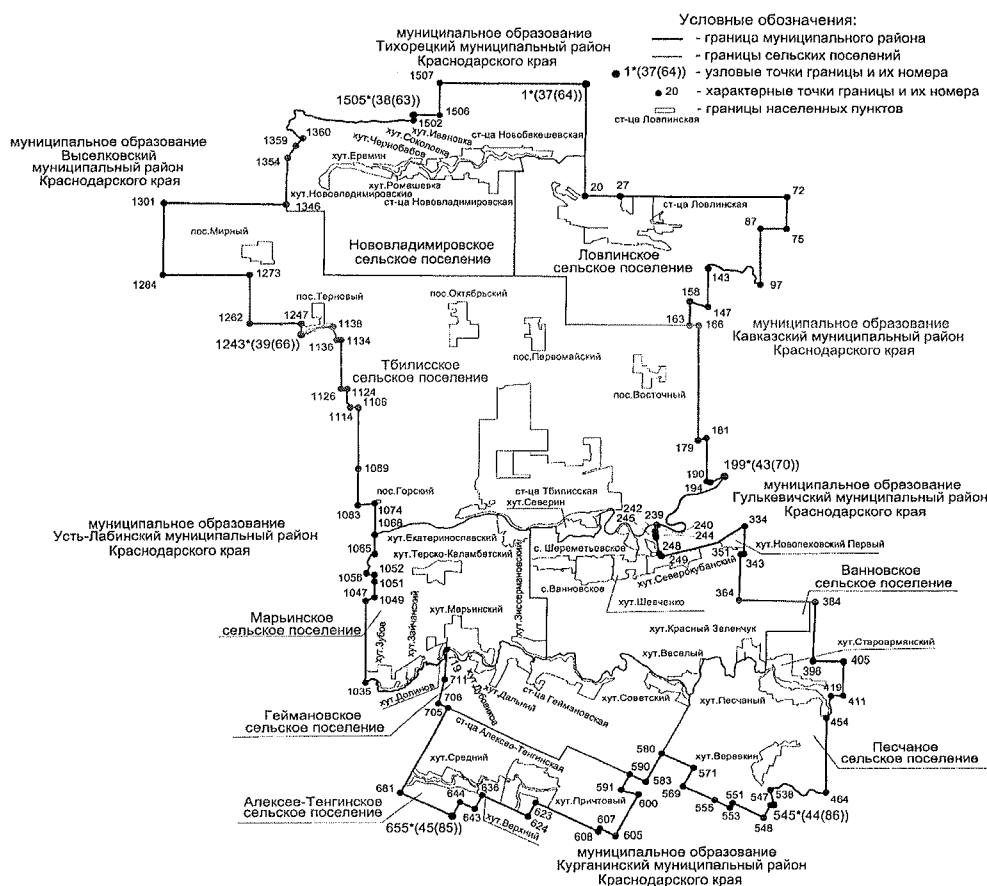 муниципальное образование
Тихорецкий муниципальный район
Краснодарского края
Условные обозначения:
- граница муниципального района
- границы сельских поселений
1*(37(64)) - узловые точки границы и их номера
20 - характерные точки границы и их номера
ст-ца Ловлинская - границы населенных пунктов
1507
1*(37(64))
1505*(38(63))
1506
1502
1360
1359
1354
хут.Ивановка
хут.Соколовка
хут.Чернобабов
ст-ца Новобекешевская
хут.Еремин
хут.Ромашевка
хут.Нововладимировские
ст-ца Нововладимировская
муниципальное образование
Выселковский
муниципальный район
Краснодарского края
1301
1346
20
27
72
ст-ца Ловлинская
87
75
пос.Мирный
Нововладимировское
сельское поселение
Ловлинское
сельское поселение
1284
1273
143
97
158
147
163
166
пос.Терновый
пос.Октябрьский
1262
1247
1138
1243*(39(66))
1136
1134
пос.Первомайский
муниципальное образование
Кавказский муниципальный район
Краснодарского края
Тбилисское
сельское поселение
1126
1124
1114
1106
пос.Восточный
179
181
1089
190
194
199*(43(70))
муниципальное образование
Гулькевичский муниципальный район
Краснодарского края
пос.Горский
1083
1074
1068
ст-ца Тбилисская
хут.Северин
242
245
239
240
244
334
муниципальное образование
Усть-Лабинский муниципальный район
Краснодарского края
хут.Екатеринославский
1065
хут.Терско-Каламбетский
с. Шереметьевское
248
249
351
хут.Новопеховский Первый
343
1056
1052
1051
1047
1049
с.Ванновское
хут.Северокубанский
хут.Шевченко
364
384
Ванновское
сельское поселение
Марьинское
сельское поселение
хут.Зубов
хут.Зайчанский
хут.Марьинский
хут.Зиссермановский
хут.Красный Зеленчук
хут.Староармянский
1035
хут.Долинов
711
хут.Дубовиков
хут.Дальний
ст-ца Геймановская
хут.Веселый
хут.Советский
хут.Песчаный
396
405
419
411
454
Геймановское
сельское поселение
706
705
ст-ца Алексее-Тенгинская
580
хут.Веревкин
Песчаное
сельское поселение
хут.Средний
590
583
571
591
600
569
681
644
636
643
623
624
хут.Причтовый
555
551
553
547
538
548
545*(44(86))
464
Алексее-Тенгинское
сельское поселение
655*(45(85))
хут.Верхний
607
608
605
муниципальное образование
Курганинский муниципальный район
Краснодарского края